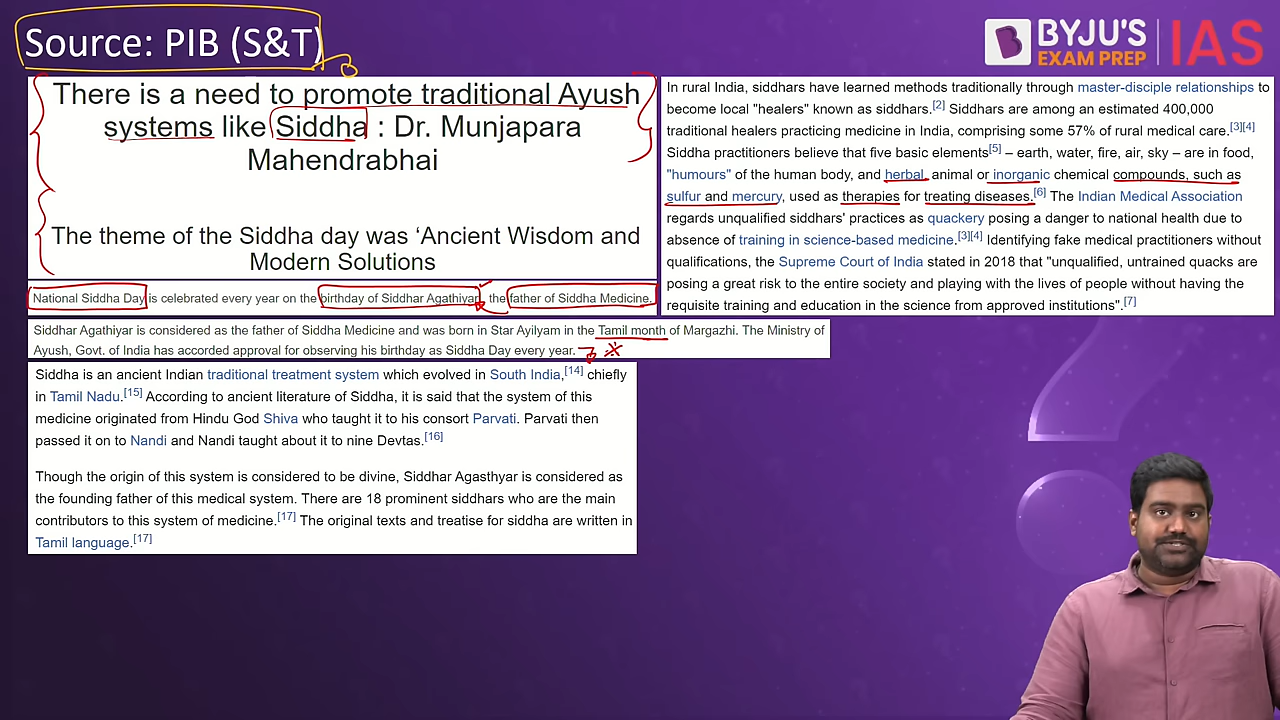 Source: PIB (S&T)
BYJU'S
EXAM PREP
IAS
There is a need to promote traditional Ayush
systems like Siddha : Dr. Munjapara
Mahendrabhai
The theme of the Siddha day was ‘Ancient Wisdom and
Modern Solutions
National Siddha Day is celebrated every year on the birthday of Siddhar Agathiyar, the father of Siddha Medicine.
Siddhar Agathiyar is considered as the father of Siddha Medicine and was born in Star Ayilyam in the Tamil month of Margazhi. The Ministry of
Ayush, Govt. of India has accorded approval for observing his birthday as Siddha Day every year.
Siddha is an ancient Indian traditional treatment system which evolved in South India,[14] chiefly
in Tamil Nadu.[15] According to ancient literature of Siddha, it is said that the system of this
medicine originated from Hindu God Shiva who taught it to his consort Parvati. Parvati then
passed it on to Nandi and Nandi taught about it to nine Devtas.[16]
Though the origin of this system is considered to be divine, Siddhar Agasthyar is considered as
the founding father of this medical system. There are 18 prominent siddhars who are the main
contributors to this system of medicine.[17] The original texts and treatise for siddha are written in
Tamil language.[17]
In rural India, siddhars have learned methods traditionally through master-disciple relationships to
become local "healers" known as siddhars.[2] Siddhars are among an estimated 400,000
traditional healers practicing medicine in India, comprising some 57% of rural medical care.[3][4]
Siddha practitioners believe that five basic elements[5] – earth, water, fire, air, sky – are in food,
"humours" of the human body, and herbal, animal or inorganic chemical compounds, such as
sulfur and mercury, used as therapies for treating diseases.[6] The Indian Medical Association
regards unqualified siddhars' practices as quackery posing a danger to national health due to
absence of training in science-based medicine.[3][4] Identifying fake medical practitioners without
qualifications, the Supreme Court of India stated in 2018 that "unqualified, untrained quacks are
posing a great risk to the entire society and playing with the lives of people without having the
requisite training and education in the science from approved institutions".[7]